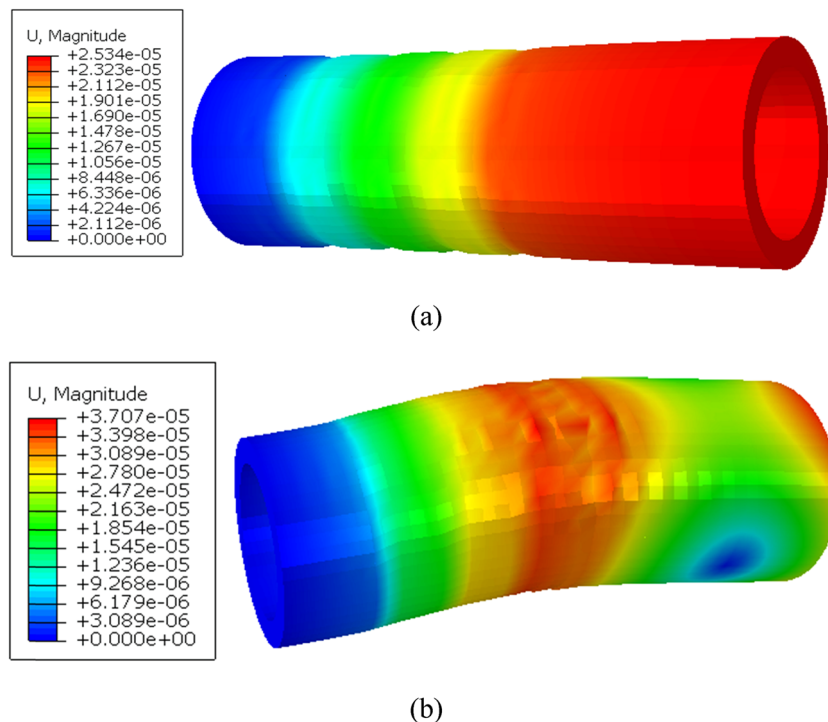 U, Magnitude
+2.534e-05
+2.323e-05
+2.112e-05
+1.901e-05
+1.690e-05
+1.478e-05
+1.267e-05
+1.056e-05
+8.448e-06
+6.336e-06
+4.224e-06
+2.112e-06
+0.000e+00
(a)
U, Magnitude
+3.707e-05
+3.398e-05
+3.089e-05
+2.780e-05
+2.472e-05
+2.163e-05
+1.854e-05
+1.545e-05
+1.236e-05
+9.268e-06
+6.179e-06
+3.089e-06
+0.000e+00
(b)